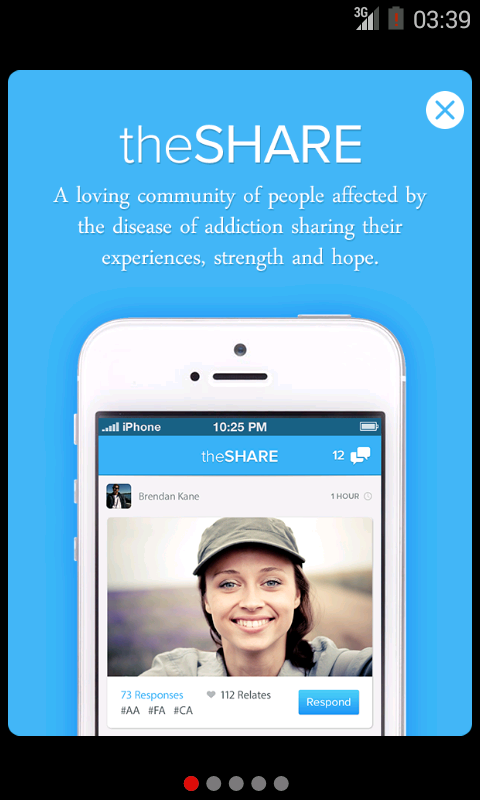 3G 03:39
theSHARE
A loving community of people affected by
the disease of addiction sharing their
experiences, strength and hope.
iPhone 10:25 PM
theSHARE 12
Brendan Kane 1 HOUR
73 Responses 112 Relates
#AA #FA #CA
Respond